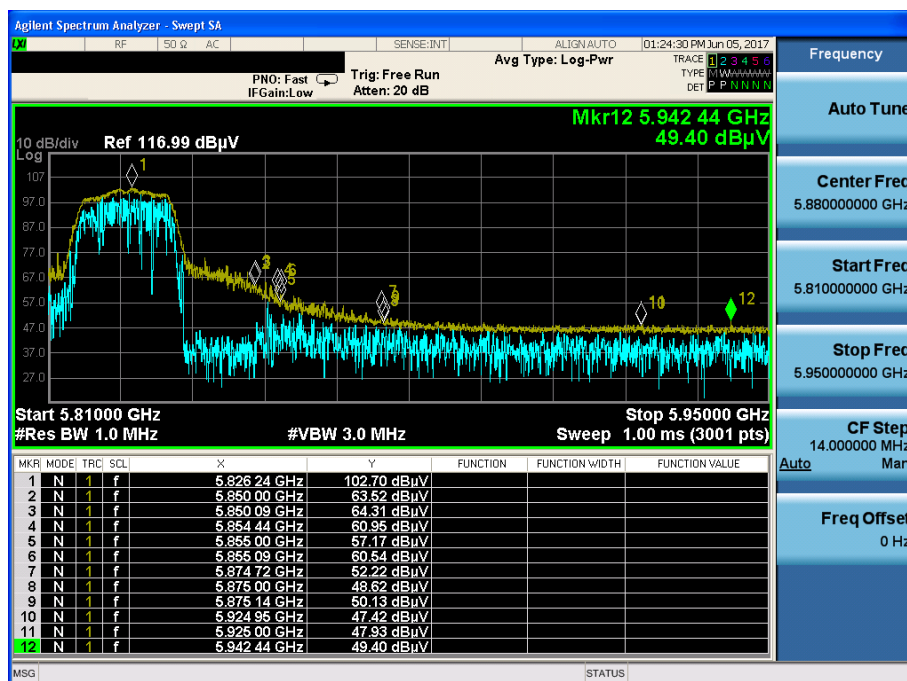 Agilent Spectrum Analyzer - Swept SA
LXI RF 50 Ω AC SENSE:INT ALIGN AUTO 01:24:30 PM Jun 05, 2017
Avg Type: Log-Pwr TRACE 1 2 3 4 5 6
PNO: Fast Trig: Free Run TYPE M W W W W W
IFGain:Low Atten: 20 dB DET P P N N N N
Mkr12 5.942 44 GHz
49.40 dBµV
10 dB/div Ref 116.99 dBµV
Log
107
97.0
87.0
77.0
67.0
57.0
47.0
37.0
27.0
1
5
7
12
Start 5.81000 GHz Stop 5.95000 GHz
#Res BW 1.0 MHz #VBW 3.0 MHz Sweep 1.00 ms (3001 pts)
MKR MODE TRC SCL X Y FUNCTION FUNCTION WIDTH FUNCTION VALUE
1 N 1 f 5.826 24 GHz 102.70 dBµV
2 N 1 f 5.850 00 GHz 63.52 dBµV
3 N 1 f 5.850 09 GHz 64.31 dBµV
4 N 1 f 5.854 44 GHz 60.95 dBµV
5 N 1 f 5.855 00 GHz 57.17 dBµV
6 N 1 f 5.855 09 GHz 60.54 dBµV
7 N 1 f 5.874 72 GHz 52.22 dBµV
8 N 1 f 5.875 00 GHz 48.62 dBµV
9 N 1 f 5.875 14 GHz 50.13 dBµV
10 N 1 f 5.924 95 GHz 47.42 dBµV
11 N 1 f 5.925 00 GHz 47.93 dBµV
12 N 1 f 5.942 44 GHz 49.40 dBµV
MSG STATUS
Frequency
Auto Tune
Center Freq
5.880000000 GHz
Start Freq
5.810000000 GHz
Stop Freq
5.950000000 GHz
CF Step
14.000000 MHz
Auto Man
Freq Offset
0 Hz